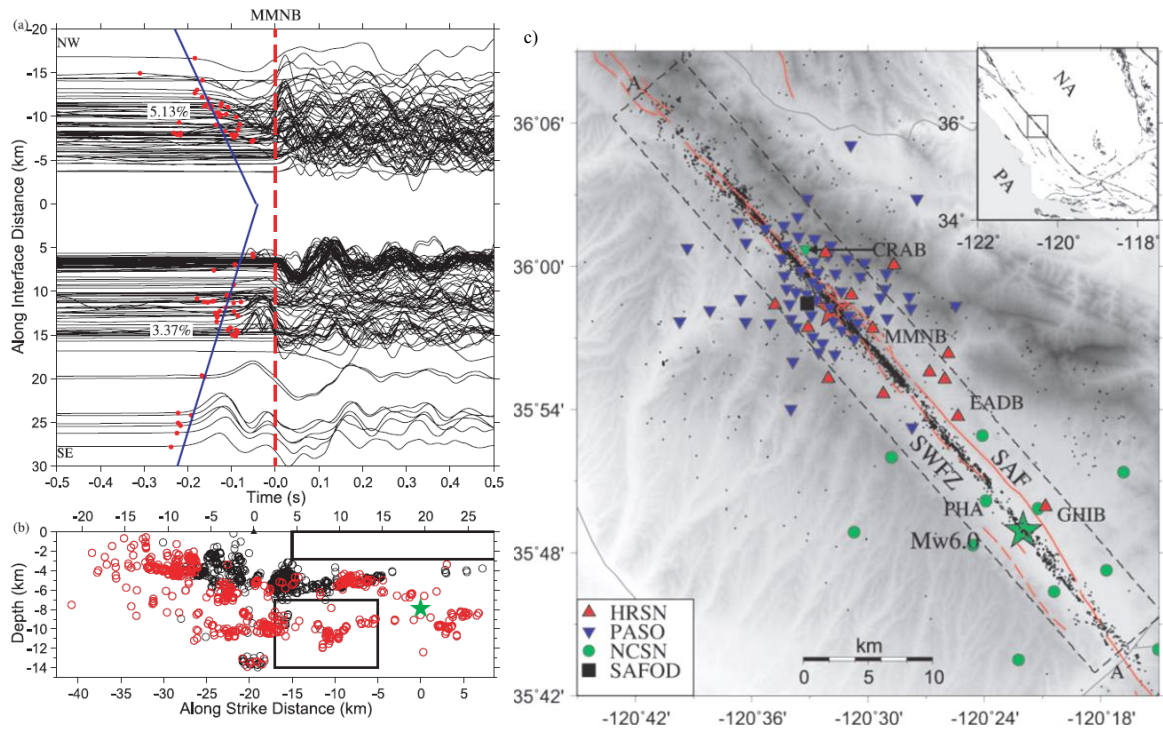 (a)
MMNB
NW
5.13%
3.37%
SE
-20
-15
-10
-5
0
5
10
15
20
25
30
Along Interface Distance (km)
-0.5 -0.4 -0.3 -0.2 -0.1 -0.0 0.1 0.2 0.3 0.4 0.5
Time (s)
(b)
-20 -15 -10 -5 0 5 10 15 20 25
0
-2
-4
-6
-8
-10
-12
-14
Depth (km)
-40 -35 -30 -25 -20 -15 -10 -5 0 5
Along Strike Distance (km)
c)
A
NA
PA
36°
34°
-122° -120° -118°
36°06'
36°00'
35°54'
35°48'
35°42'
CRAB
MMNB
EADB
SWFZ
SAF
PHA
GHIB
Mw6.0
A
HRSN
PASO
NCSN
SAFOD
km
0 5 10
-120°42' -120°36' -120°30' -120°24' -120°18'